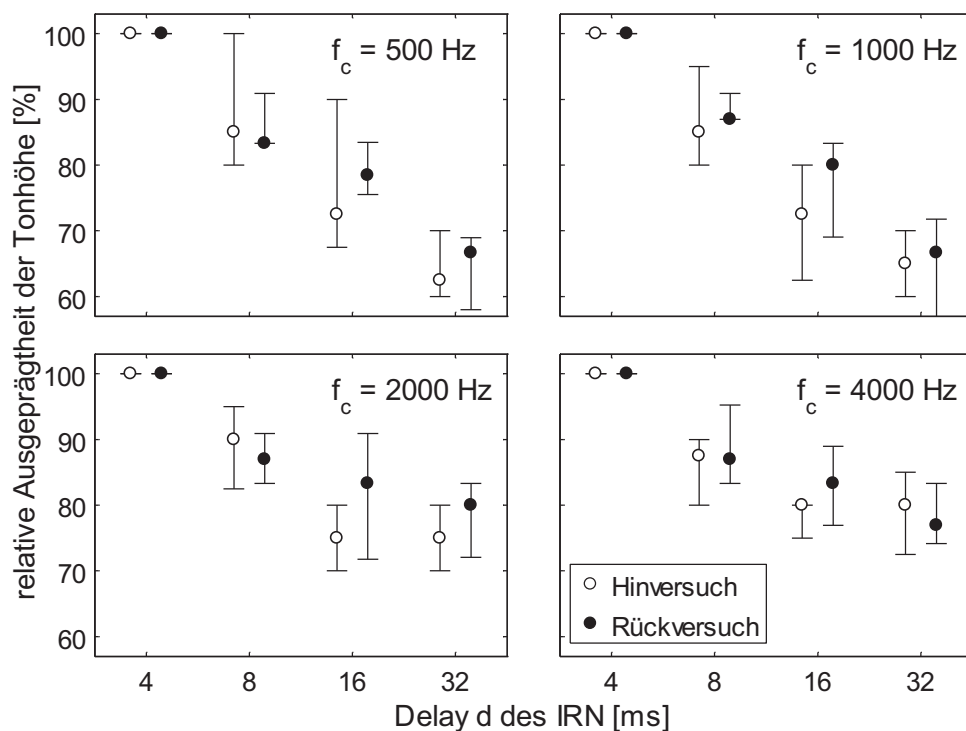 relative Ausgeprägtheit der Tonhöhe [%]
100
90
80
70
60
f_c = 500 Hz
f_c = 1000 Hz
100
90
80
70
60
f_c = 2000 Hz
f_c = 4000 Hz
Hinversuch
Rückversuch
4 8 16 32
4 8 16 32
Delay d des IRN [ms]